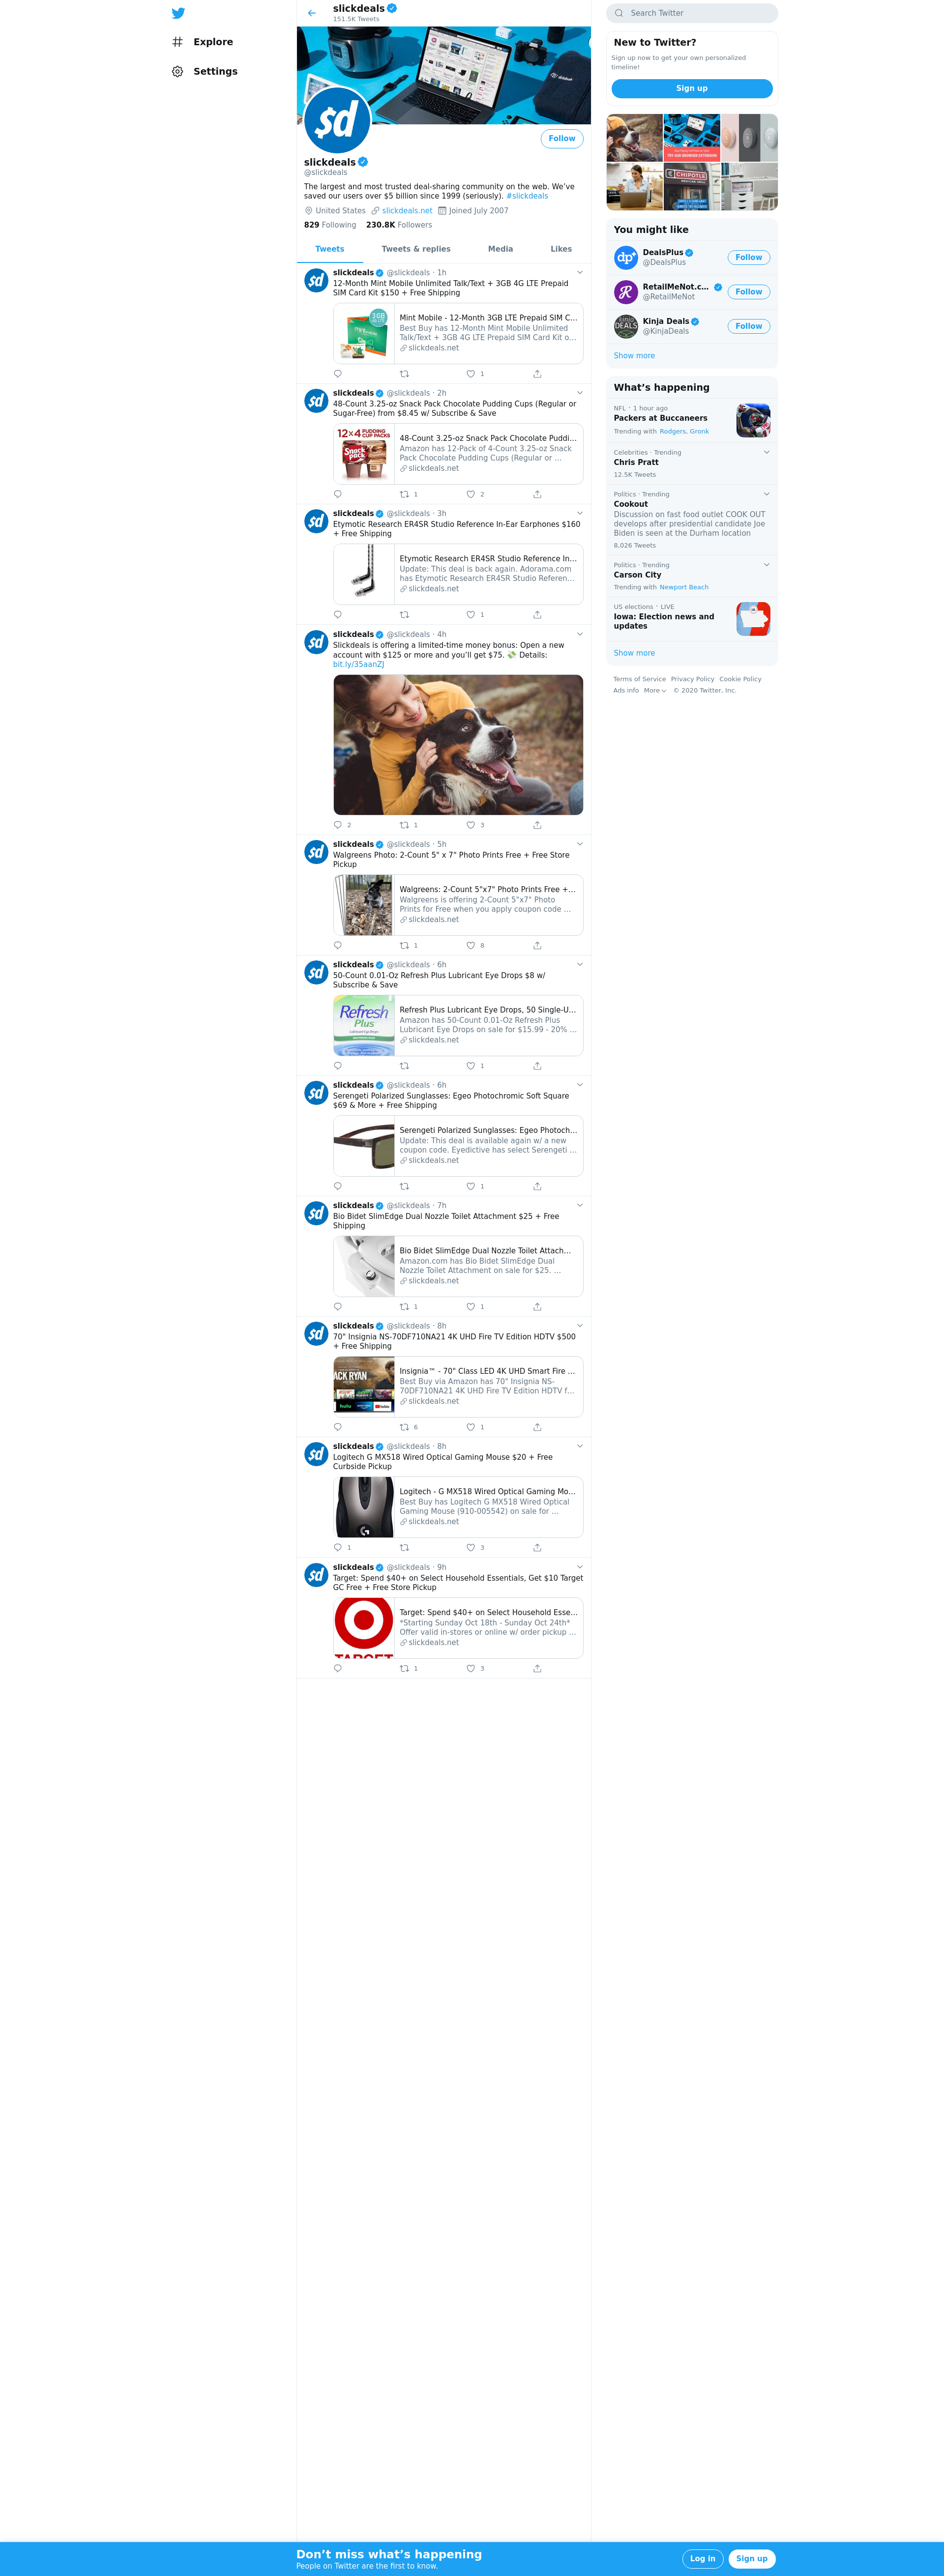 Explore
Settings
slickdeals
151.5K Tweets
$d
Follow
slickdeals
@slickdeals
The largest and most trusted deal-sharing community on the web. We’ve
saved our users over $5 billion since 1999 (seriously). #slickdeals
United States slickdeals.net Joined July 2007
829 Following 230.8K Followers
Tweets Tweets & replies Media Likes
slickdeals @slickdeals · 1h
12-Month Mint Mobile Unlimited Talk/Text + 3GB 4G LTE Prepaid
SIM Card Kit $150 + Free Shipping
3GB
Mint Mobile - 12-Month 3GB LTE Prepaid SIM C...
Best Buy has 12-Month Mint Mobile Unlimited
Talk/Text + 3GB 4G LTE Prepaid SIM Card Kit o...
slickdeals.net
1
slickdeals @slickdeals · 2h
48-Count 3.25-oz Snack Pack Chocolate Pudding Cups (Regular or
Sugar-Free) from $8.45 w/ Subscribe & Save
12×4 PUDDING CUP PACKS
Snack Pack
48-Count 3.25-oz Snack Pack Chocolate Puddi...
Amazon has 12-Pack of 4-Count 3.25-oz Snack
Pack Chocolate Pudding Cups (Regular or ...
slickdeals.net
1 2
slickdeals @slickdeals · 3h
Etymotic Research ER4SR Studio Reference In-Ear Earphones $160
+ Free Shipping
Etymotic Research ER4SR Studio Reference In...
Update: This deal is back again. Adorama.com
has Etymotic Research ER4SR Studio Referen...
slickdeals.net
1
slickdeals @slickdeals · 4h
Slickdeals is offering a limited-time money bonus: Open a new
account with $125 or more and you’ll get $75. 💸 Details:
bit.ly/35aanZJ
2 1 3
slickdeals @slickdeals · 5h
Walgreens Photo: 2-Count 5" x 7" Photo Prints Free + Free Store
Pickup
Walgreens: 2-Count 5"x7" Photo Prints Free +...
Walgreens is offering 2-Count 5"x7" Photo
Prints for Free when you apply coupon code ...
slickdeals.net
1 8
slickdeals @slickdeals · 6h
50-Count 0.01-Oz Refresh Plus Lubricant Eye Drops $8 w/
Subscribe & Save
Refresh
Plus
Refresh Plus Lubricant Eye Drops, 50 Single-U...
Amazon has 50-Count 0.01-Oz Refresh Plus
Lubricant Eye Drops on sale for $15.99 - 20% ...
slickdeals.net
1
slickdeals @slickdeals · 6h
Serengeti Polarized Sunglasses: Egeo Photochromic Soft Square
$69 & More + Free Shipping
Serengeti Polarized Sunglasses: Egeo Photoch...
Update: This deal is available again w/ a new
coupon code. Eyedictive has select Serengeti ...
slickdeals.net
1
slickdeals @slickdeals · 7h
Bio Bidet SlimEdge Dual Nozzle Toilet Attachment $25 + Free
Shipping
Bio Bidet SlimEdge Dual Nozzle Toilet Attach...
Amazon.com has Bio Bidet SlimEdge Dual
Nozzle Toilet Attachment on sale for $25. ...
slickdeals.net
1 1
slickdeals @slickdeals · 8h
70" Insignia NS-70DF710NA21 4K UHD Fire TV Edition HDTV $500
+ Free Shipping
ACK RYAN
hulu
Insignia™ - 70" Class LED 4K UHD Smart Fire ...
Best Buy via Amazon has 70" Insignia NS-
70DF710NA21 4K UHD Fire TV Edition HDTV f...
slickdeals.net
6 1
slickdeals @slickdeals · 8h
Logitech G MX518 Wired Optical Gaming Mouse $20 + Free
Curbside Pickup
Logitech - G MX518 Wired Optical Gaming Mo...
Best Buy has Logitech G MX518 Wired Optical
Gaming Mouse (910-005542) on sale for ...
slickdeals.net
1 3
slickdeals @slickdeals · 9h
Target: Spend $40+ on Select Household Essentials, Get $10 Target
GC Free + Free Store Pickup
TARGET
Target: Spend $40+ on Select Household Esse...
*Starting Sunday Oct 18th - Sunday Oct 24th*
Offer valid in-stores or online w/ order pickup ...
slickdeals.net
1 3
Search Twitter
New to Twitter?
Sign up now to get your own personalized
timeline!
Sign up
TRY OUR BROWSER EXTENSION
CHIPOTLE
You might like
dp+
DealsPlus
@DealsPlus
Follow
RetailMeNot.c...
@RetailMeNot
Follow
DEALS
Kinja Deals
@KinjaDeals
Follow
Show more
What’s happening
NFL · 1 hour ago
Packers at Buccaneers
Trending with Rodgers, Gronk
Celebrities · Trending
Chris Pratt
12.5K Tweets
Politics · Trending
Cookout
Discussion on fast food outlet COOK OUT
develops after presidential candidate Joe
Biden is seen at the Durham location
8,026 Tweets
Politics · Trending
Carson City
Trending with Newport Beach
US elections · LIVE
Iowa: Election news and
updates
Show more
Terms of Service Privacy Policy Cookie Policy
Ads info More © 2020 Twitter, Inc.
Don’t miss what’s happening
People on Twitter are the first to know.
Log in
Sign up